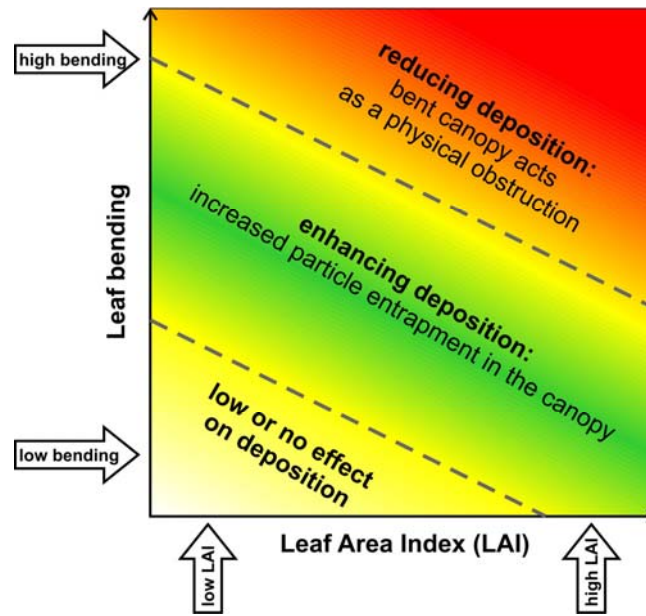 high bending
reducing deposition:
bent canopy acts
as a physical obstruction
Leaf bending
enhancing deposition:
increased particle entrapment in the canopy
low or no effect
on deposition
low bending
low LAI
Leaf Area Index (LAI)
high LAI